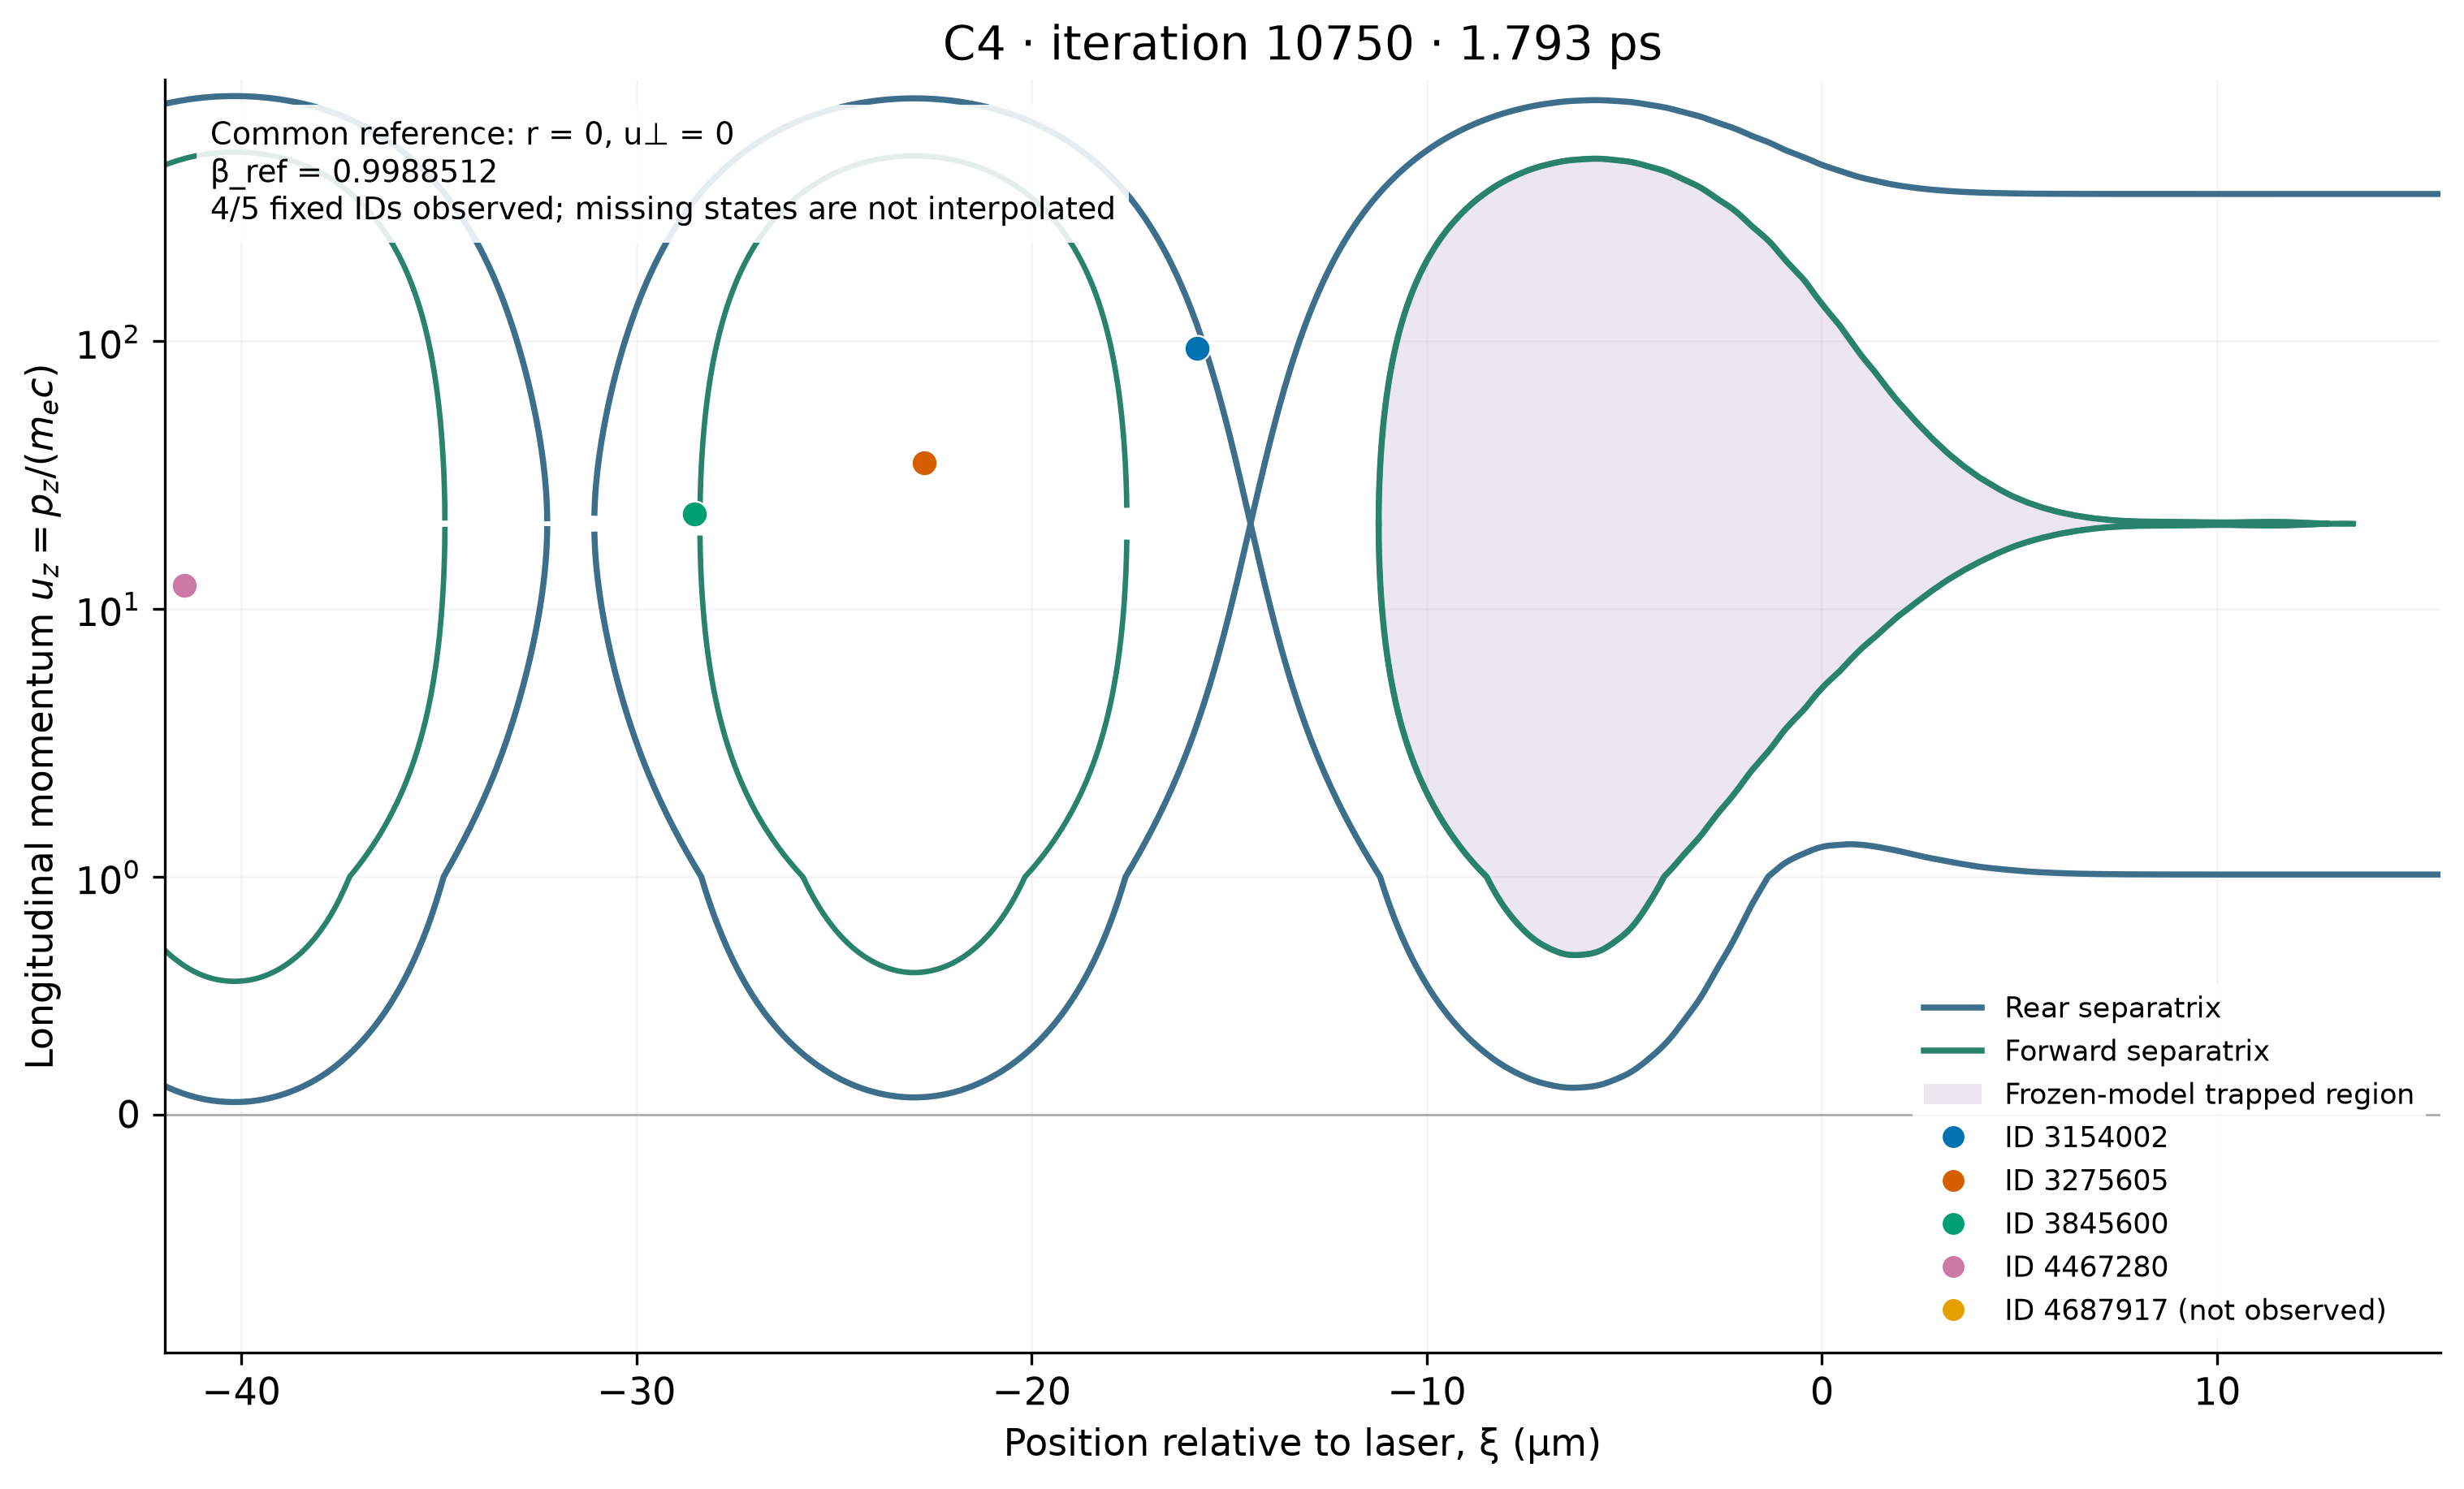 C4 · iteration 10750 · 1.793 ps
Common reference: r = 0, u⊥ = 0
β_ref = 0.9988512
4/5 fixed IDs observed; missing states are not interpolated
Longitudinal momentum u_z = p_z/(m_e c)
10²
10¹
10⁰
0
Rear separatrix
Forward separatrix
Frozen-model trapped region
ID 3154002
ID 3275605
ID 3845600
ID 4467280
ID 4687917 (not observed)
−40 −30 −20 −10 0 10
Position relative to laser, ξ (μm)